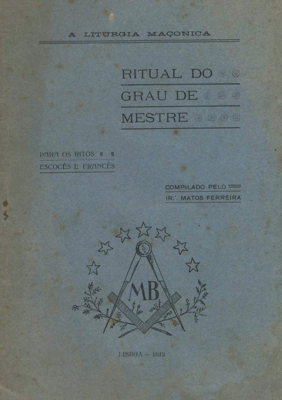 A LITURGIA MAÇONICA
RITUAL DO
GRAU DE
MESTRE
PARA OS RITOS
ESCOCÊS E FRANCÊS
COMPILADO PELO
IR∴ MATOS FERREIRA
MB
LISBOA —